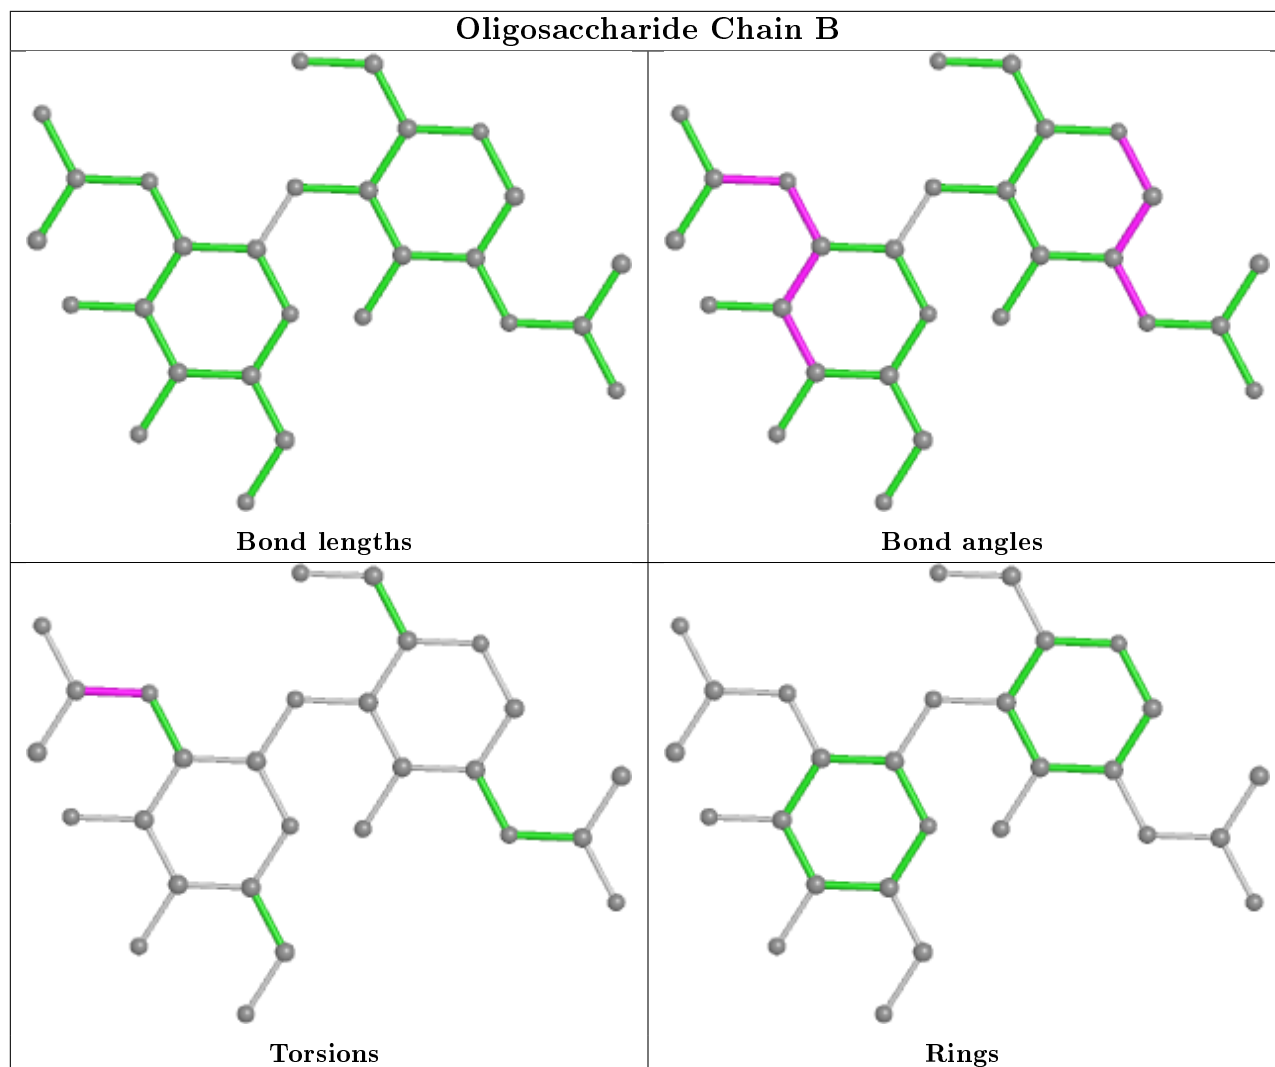 Oligosaccharide Chain B
Bond lengths
Bond angles
Torsions
Rings